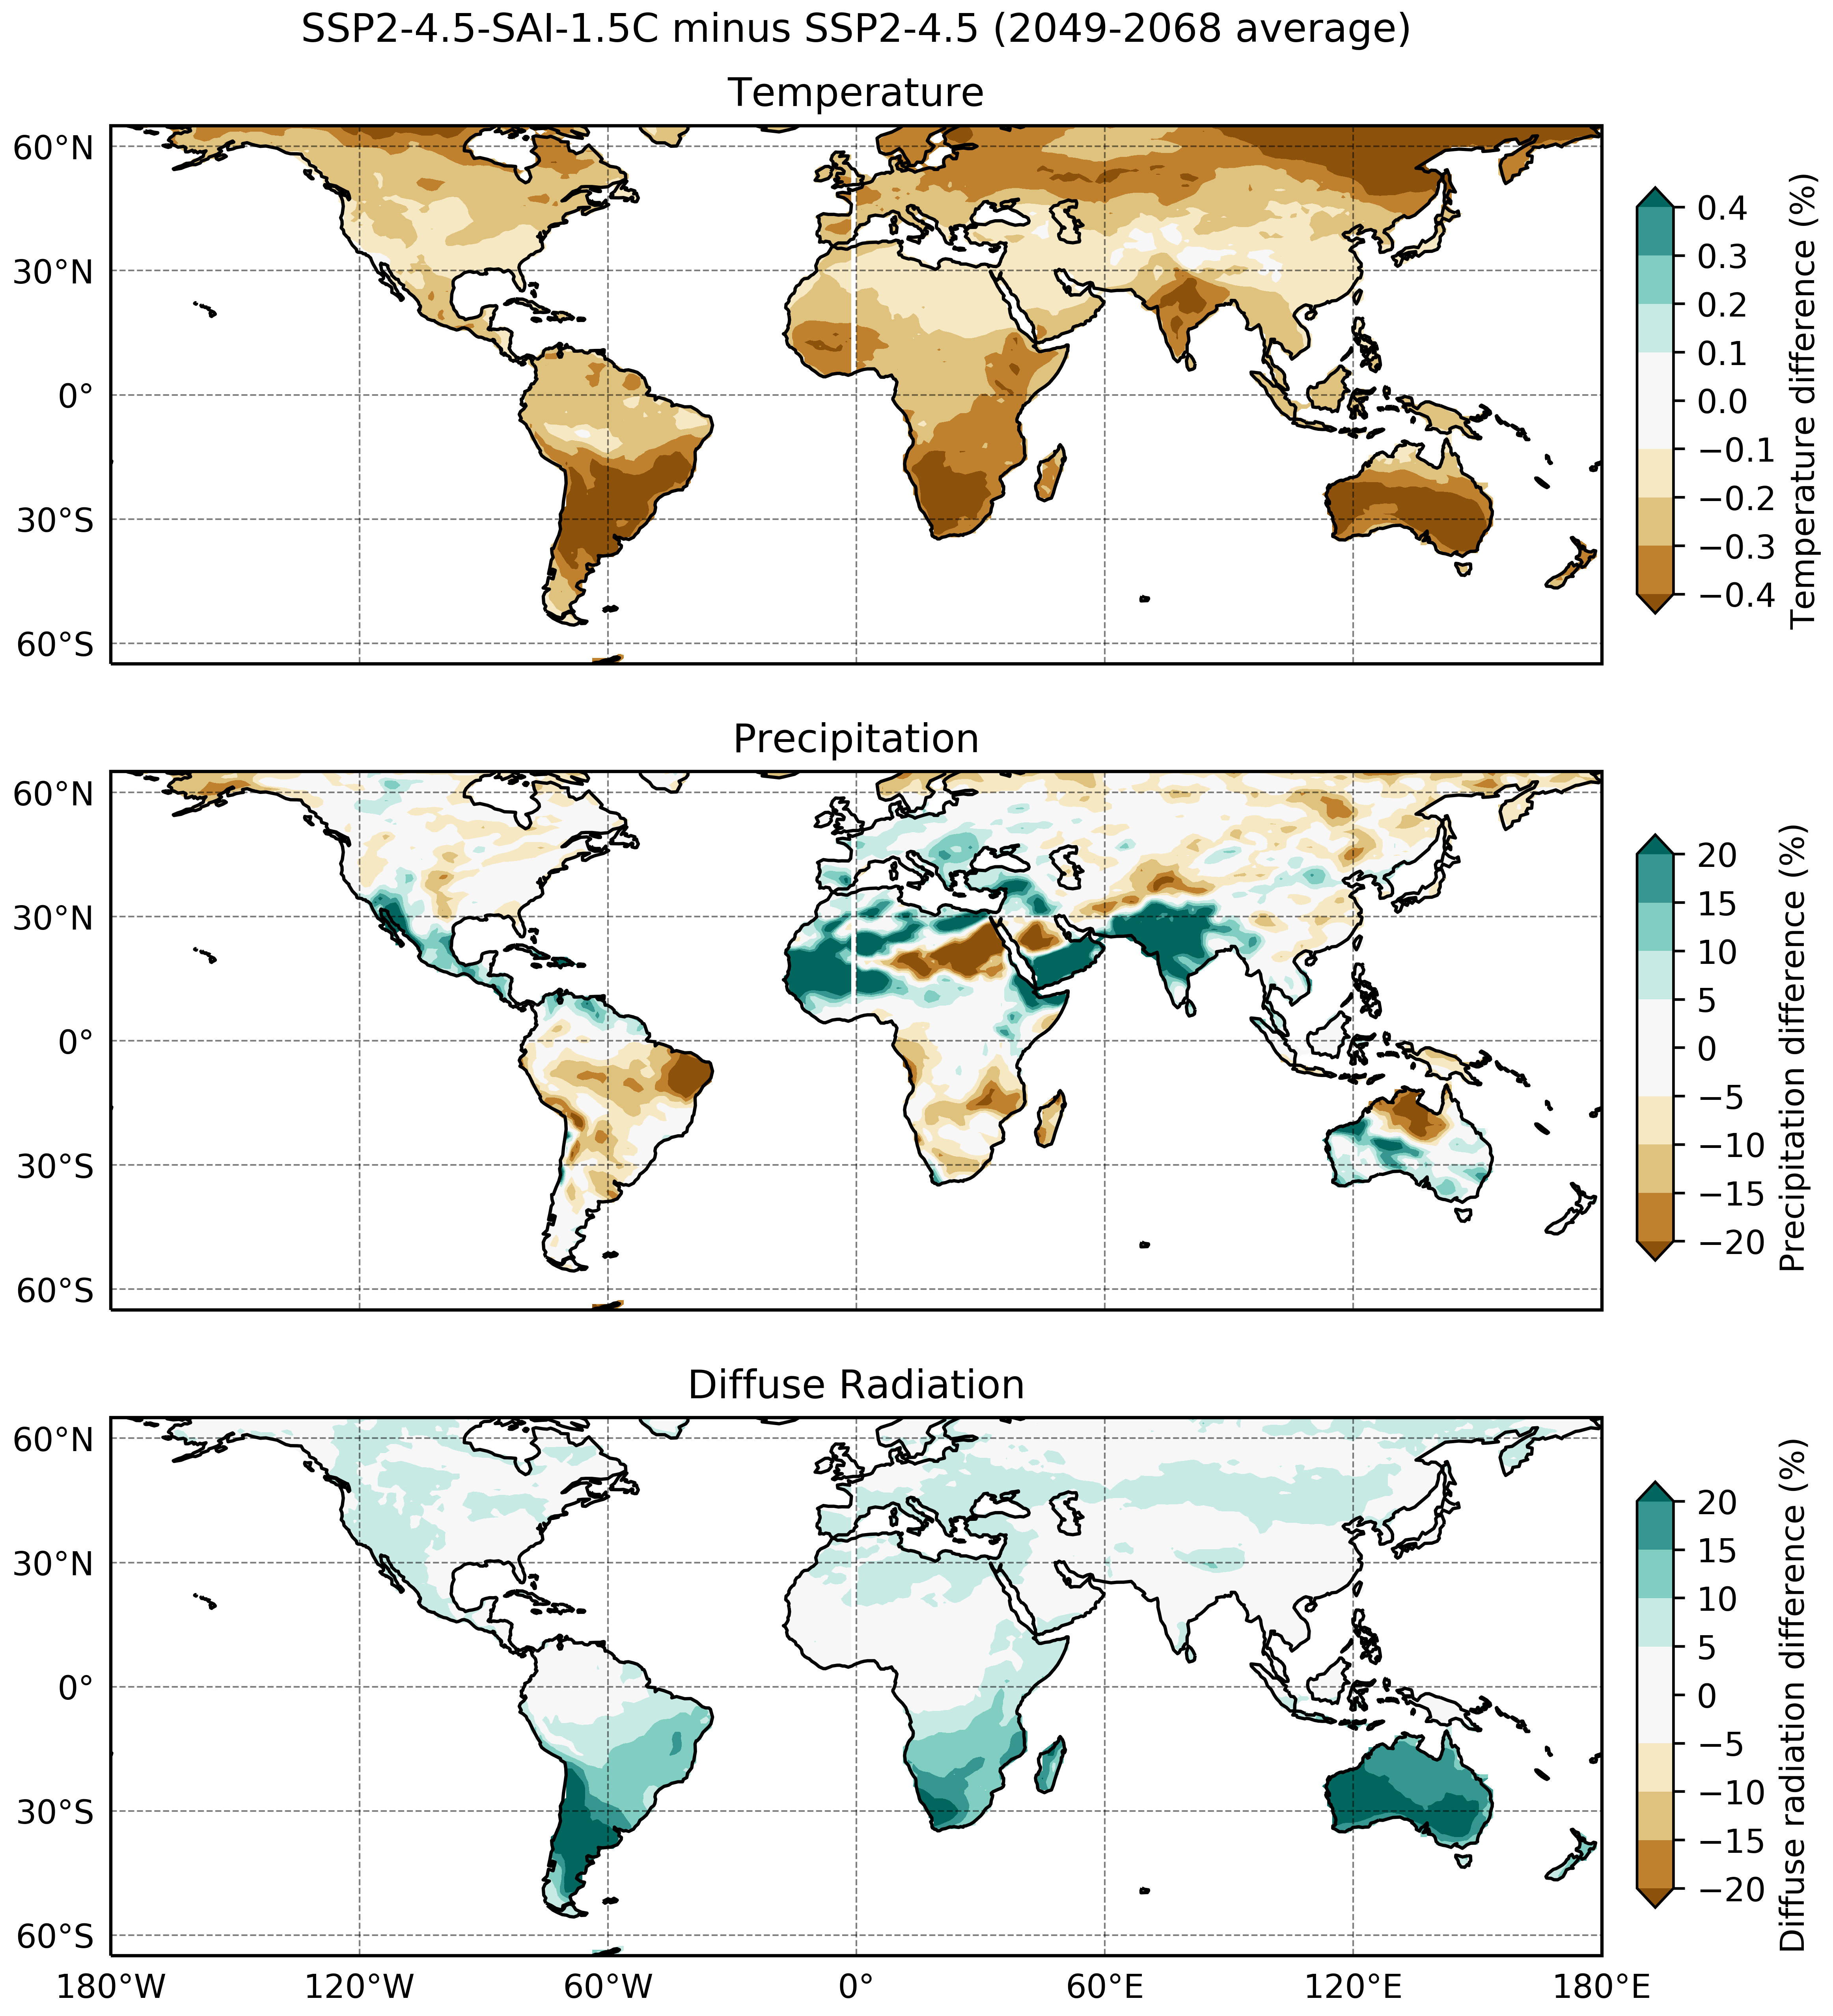 SSP2-4.5-SAI-1.5C minus SSP2-4.5 (2049-2068 average)
Temperature
60°N
30°N
0°
30°S
60°S
0.4
0.3
0.2
0.1
0.0
−0.1
−0.2
−0.3
−0.4
Temperature difference (%)
Precipitation
60°N
30°N
0°
30°S
60°S
20
15
10
5
0
−5
−10
−15
−20
Precipitation difference (%)
Diffuse Radiation
60°N
30°N
0°
30°S
60°S
20
15
10
5
0
−5
−10
−15
−20
Diffuse radiation difference (%)
180°W 120°W 60°W 0° 60°E 120°E 180°E